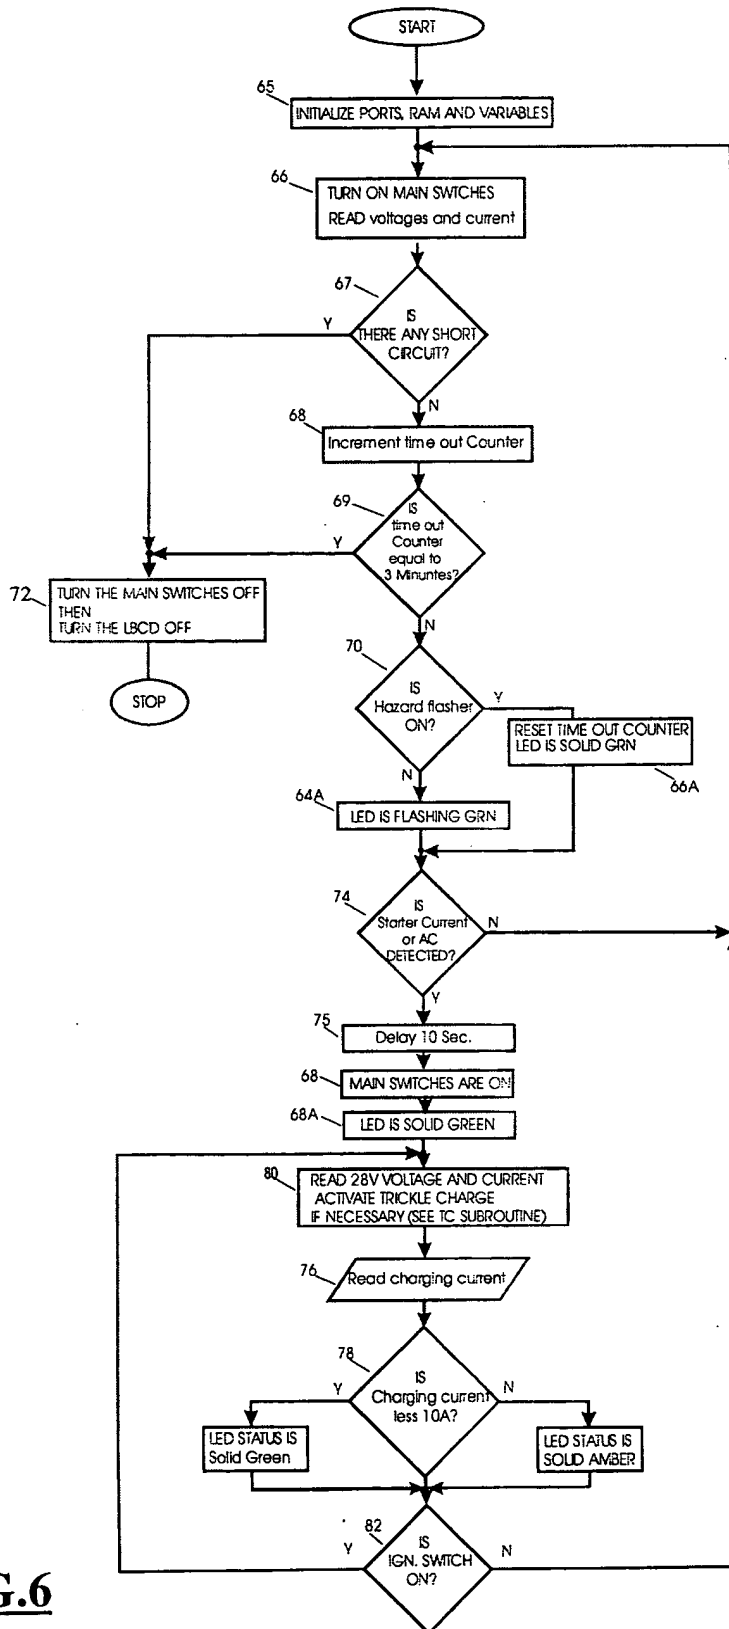 START
65
INITIALIZE PORTS, RAM AND VARIABLES
66
TURN ON MAIN SWTCHES
READ voltages and current
67
IS
THERE ANY SHORT
CIRCUIT?
Y
N
68
Increment time out Counter
69
IS
time out
Counter
equal to
3 Minuntes?
Y
N
72
TURN THE MAIN SWITCHES OFF
THEN
TURN THE LBCD OFF
STOP
70
IS
Hazard flasher
ON?
Y
N
RESET TIME OUT COUNTER
LED IS SOLID GRN
66A
64A
LED IS FLASHING GRN
74
IS
Starter Current
or AC
DETECTED?
N
Y
75
Delay 10 Sec.
68
MAIN SWITCHES ARE ON
68A
LED IS SOLID GREEN
80
READ 28V VOLTAGE AND CURRENT
ACTIVATE TRICKLE CHARGE
IF NECESSARY (SEE TC SUBROUTINE)
76
Read charging current
78
IS
Charging current
less 10A?
Y
N
LED STATUS IS
Solid Green
LED STATUS IS
SOLID AMBER
82
IS
IGN. SWITCH
ON?
Y
N
G.6